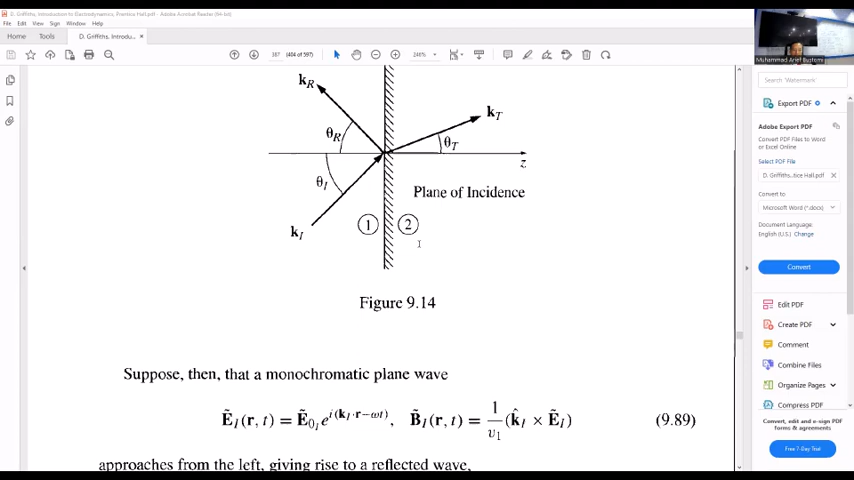 D. Griffiths, Introduction to Electrodynamics, Prentice Hall.pdf - Adobe Acrobat Reader (64-bit)
File Edit View Sign Window Help
Home Tools D. Griffiths, Introdu... ×
387 (404 of 597) 246%
Muhammad Arief Bustomi
k_R
k_T
θ_R
θ_T
z
θ_I
Plane of Incidence
k_I
1 2
Figure 9.14
Suppose, then, that a monochromatic plane wave
Ẽ_I(r, t) = Ẽ_{0_I} e^{i(k_I·r−ωt)}, B̃_I(r, t) = 1/v₁ (k̂_I × Ẽ_I) (9.89)
approaches from the left, giving rise to a reflected wave,
Search 'Watermark'
Export PDF
Adobe Export PDF
Convert PDF Files to Word
or Excel Online
Select PDF File
D. Griffiths...tice Hall.pdf ×
Convert to
Microsoft Word (*.docx)
Document Language:
English (U.S.) Change
Convert
Edit PDF
Create PDF
Comment
Combine Files
Organize Pages
Compress PDF
Convert, edit and e-sign PDF
forms & agreements
Free 7-Day Trial